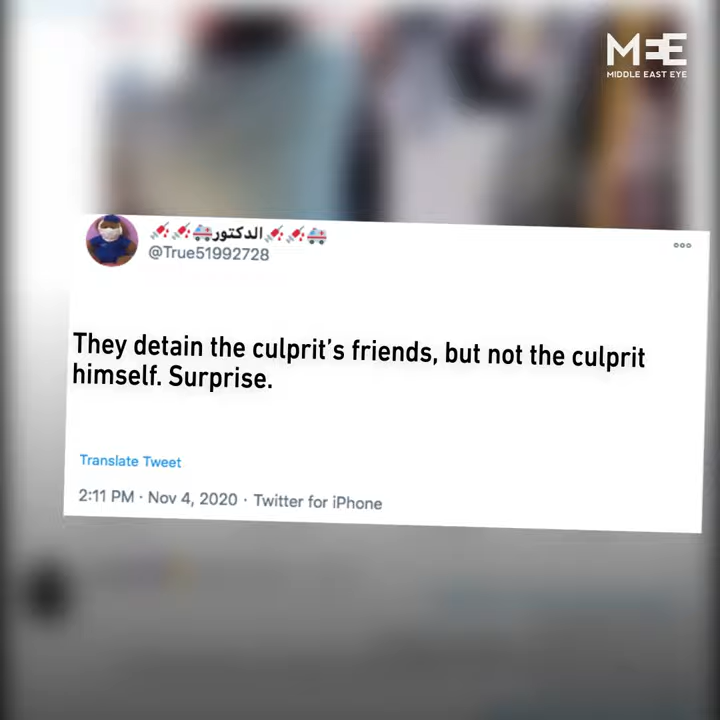 MEE
MIDDLE EAST EYE
💉💉🚑الدكتور💉💉🚑
@True51992728
They detain the culprit’s friends, but not the culprit
himself. Surprise.
Translate Tweet
2:11 PM · Nov 4, 2020 · Twitter for iPhone